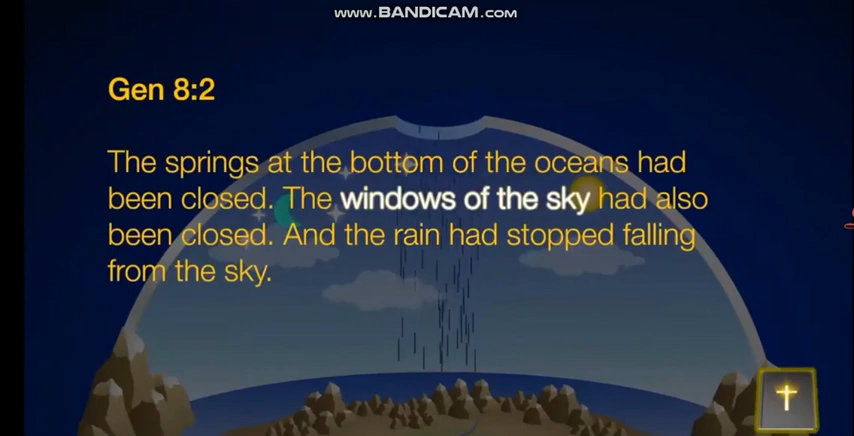 www.BANDICAM.com
Gen 8:2
The springs at the bottom of the oceans had
been closed. The windows of the sky had also
been closed. And the rain had stopped falling
from the sky.